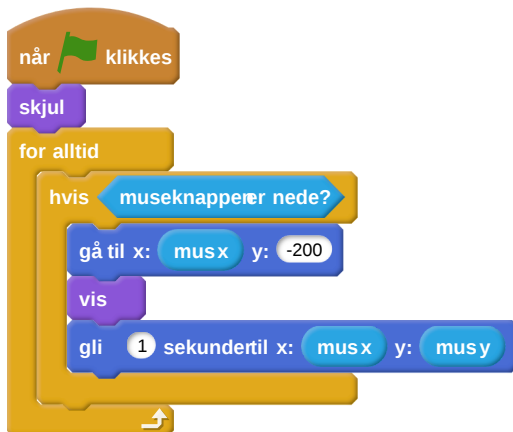 når klikkes
skjul
for alltid
hvis museknappen er nede?
gå til x: mus x y: -200
vis
gli 1 sekunder til x: mus x y: mus y